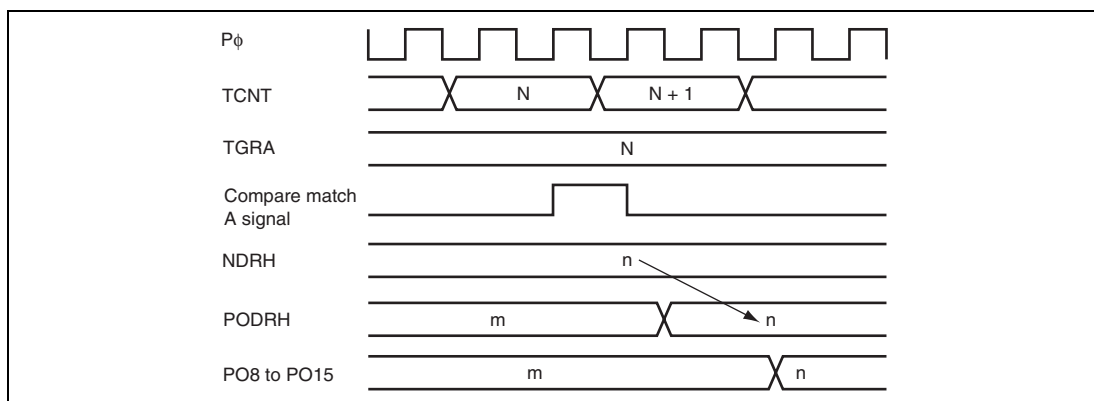 Pϕ
TCNT N N + 1
TGRA N
Compare match
A signal
NDRH n
PODRH m n
PO8 to PO15 m n